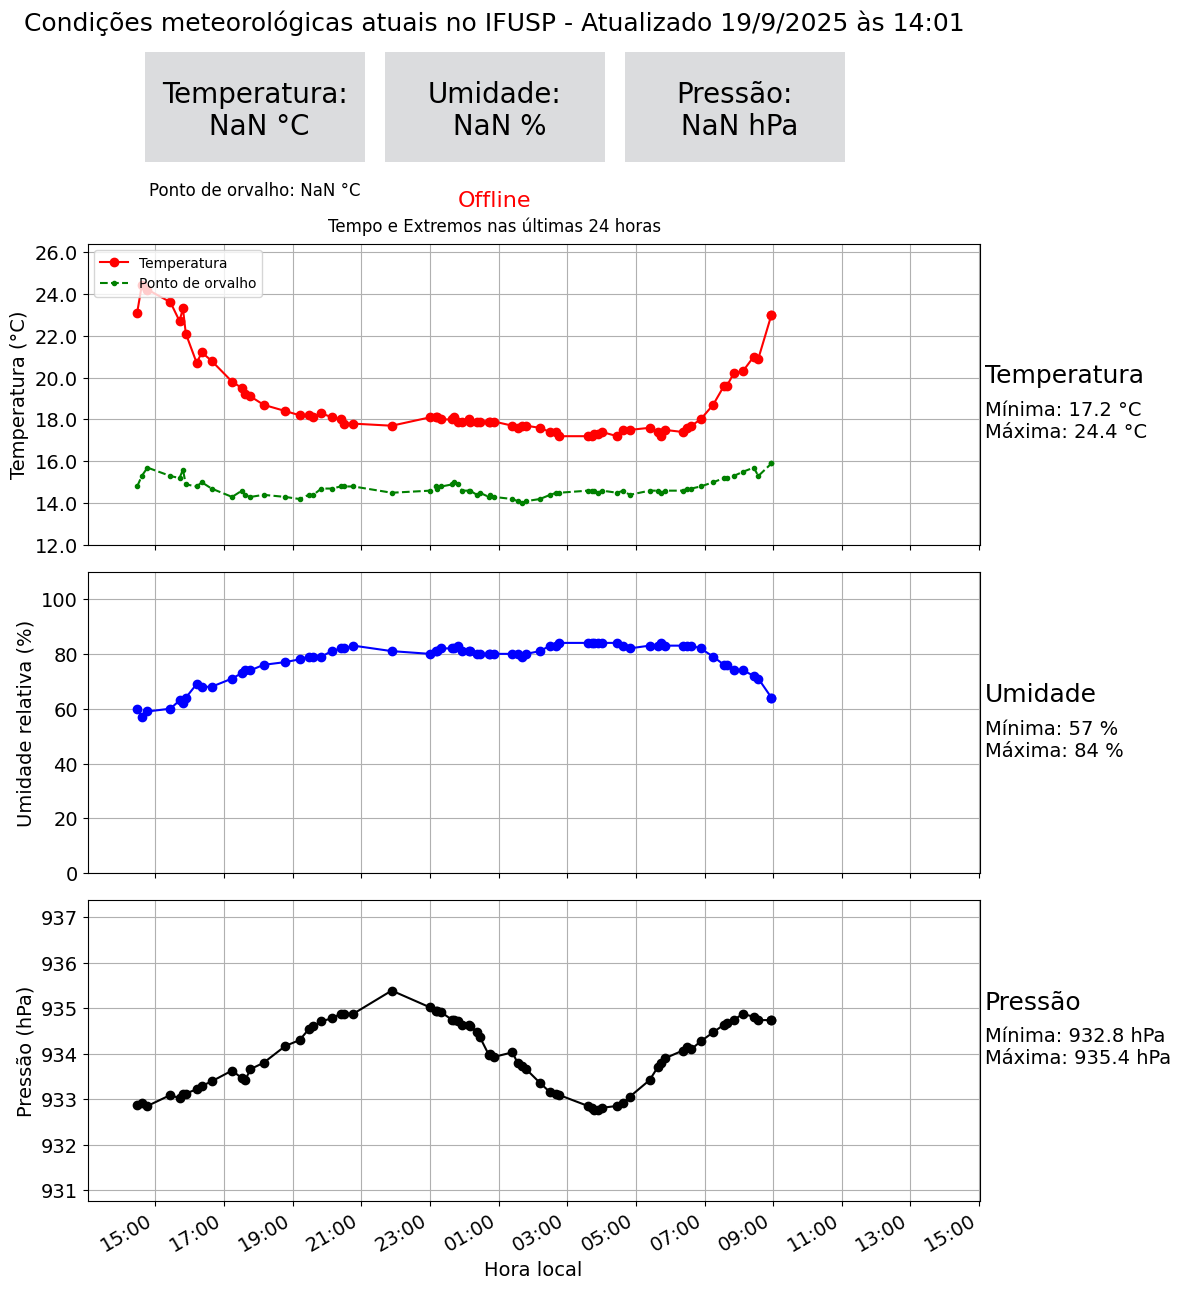 Condições meteorológicas atuais no IFUSP - Atualizado 19/9/2025 às 14:01
Temperatura:
NaN °C
Umidade:
NaN %
Pressão:
NaN hPa
Ponto de orvalho: NaN °C
Offline
Tempo e Extremos nas últimas 24 horas
Temperatura (°C)
26.0
24.0
22.0
20.0
18.0
16.0
14.0
12.0
Temperatura
Ponto de orvalho
Temperatura
Mínima: 17.2 °C
Máxima: 24.4 °C
Umidade relativa (%)
100
80
60
40
20
0
Umidade
Mínima: 57 %
Máxima: 84 %
Pressão (hPa)
937
936
935
934
933
932
931
Pressão
Mínima: 932.8 hPa
Máxima: 935.4 hPa
15:00 17:00 19:00 21:00 23:00 01:00 03:00 05:00 07:00 09:00 11:00 13:00 15:00
Hora local